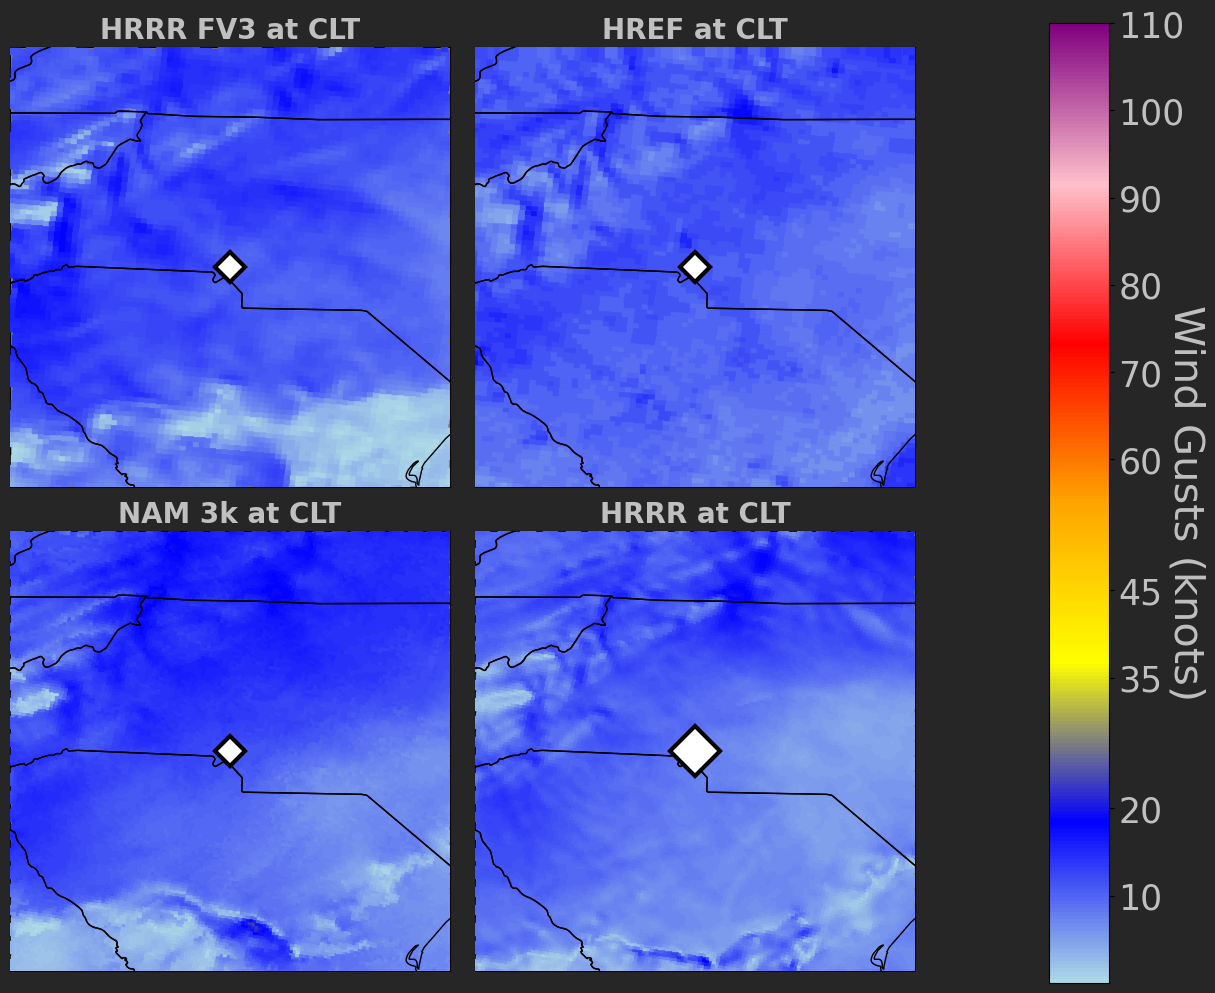 HRRR FV3 at CLT
HREF at CLT
NAM 3k at CLT
HRRR at CLT
110
100
90
80
70
60
45
35
20
10
Wind Gusts (knots)